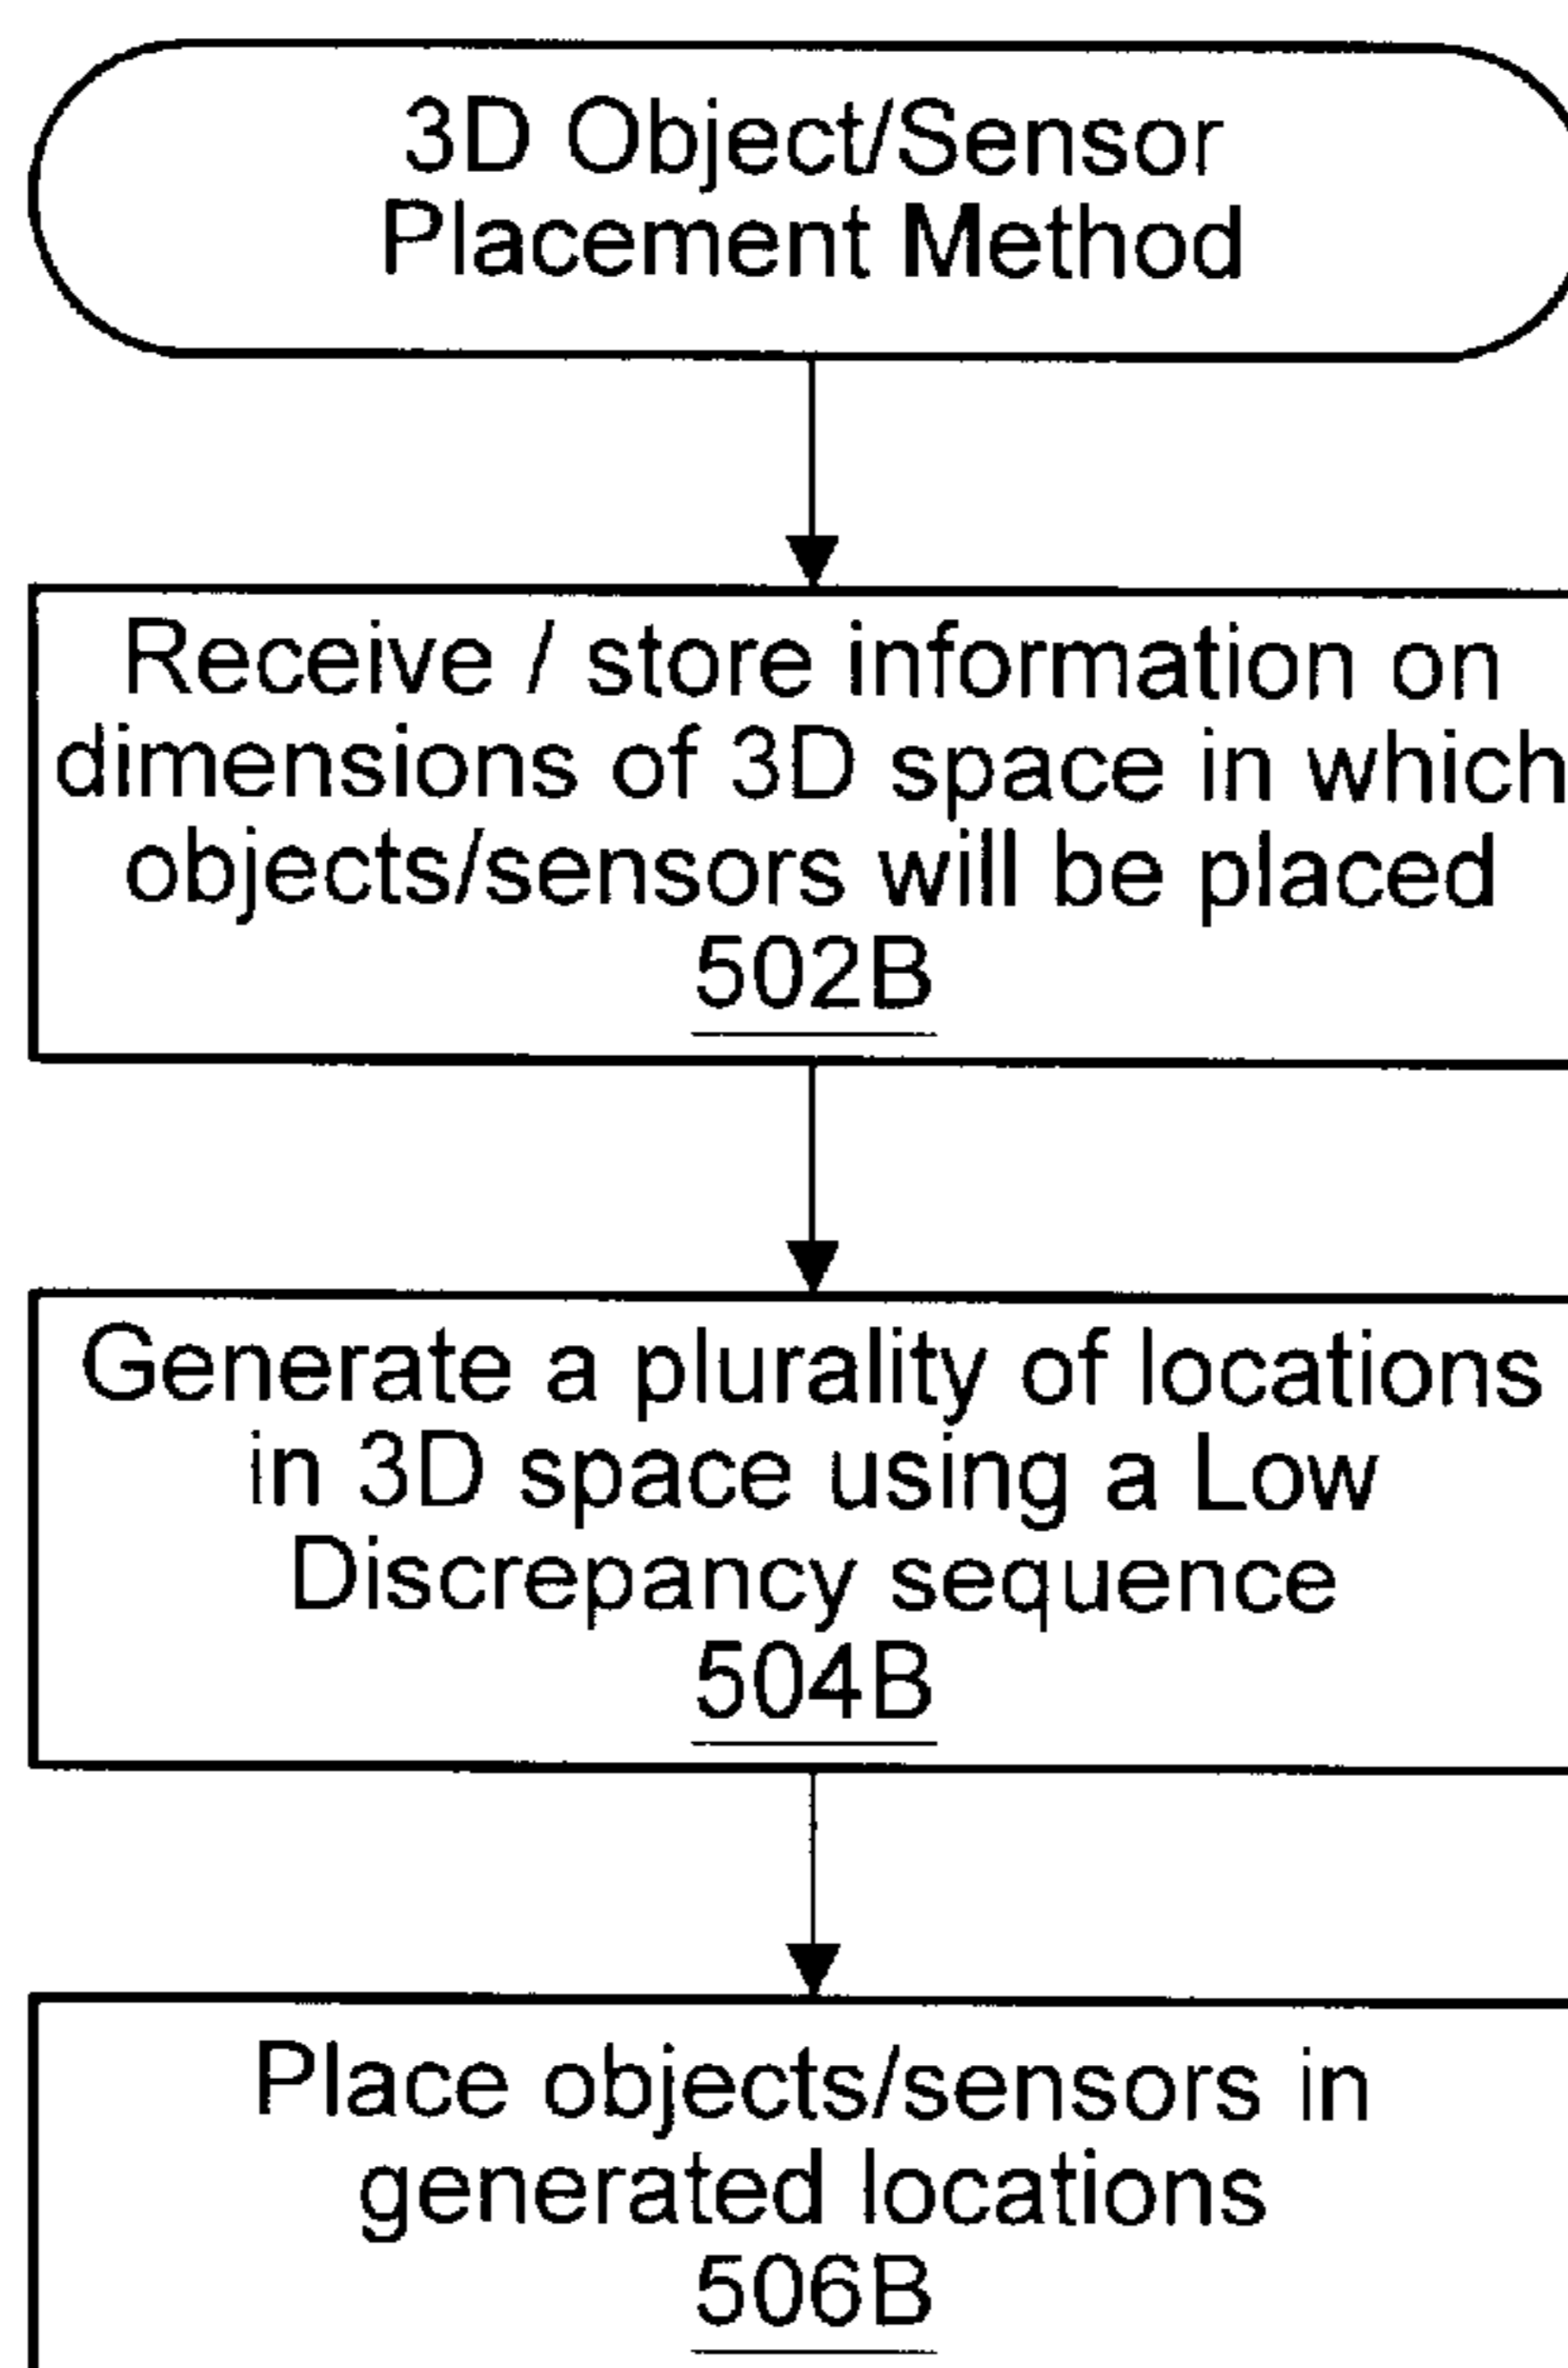 3D Object/Sensor
Placement Method
Receive / store information on
dimensions of 3D space in which
objects/sensors will be placed
502B
Generate a plurality of locations
in 3D space using a Low
Discrepancy sequence
504B
Place objects/sensors in
generated locations
506B